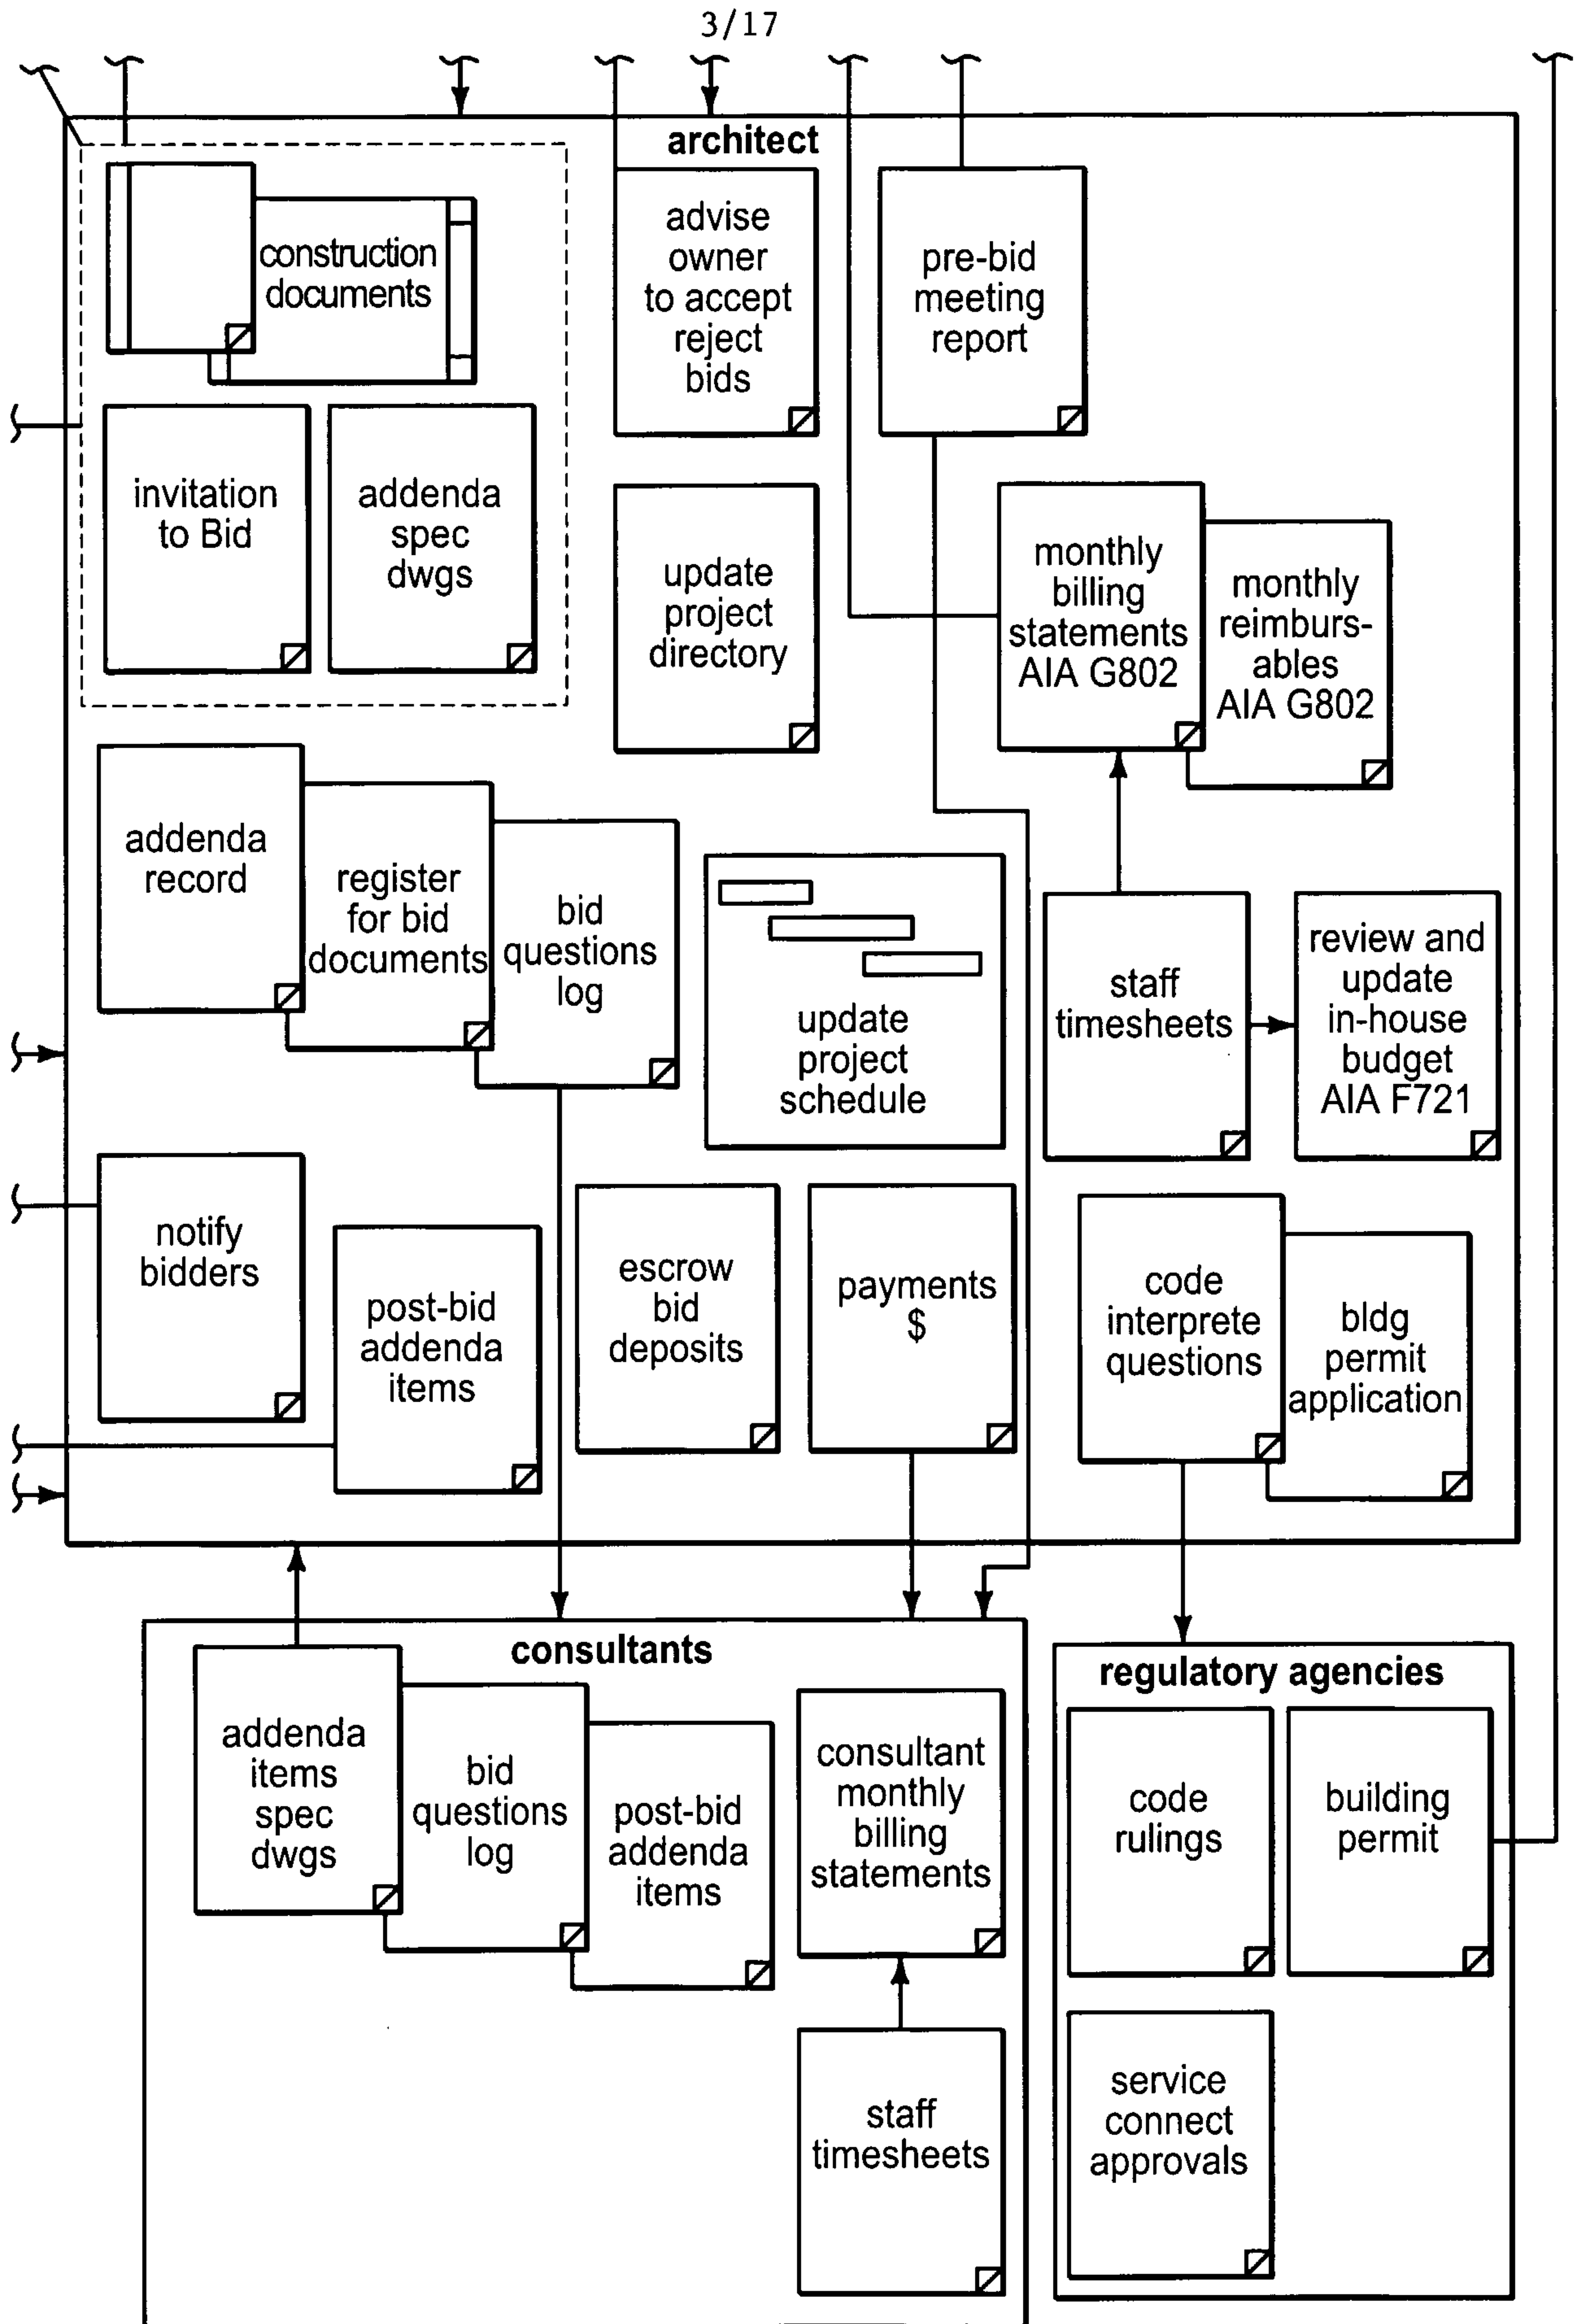 3/17
architect
construction
documents
advise
owner
to accept
reject
bids
pre-bid
meeting
report
invitation
to Bid
addenda
spec
dwgs
update
project
directory
monthly
billing
statements
AIA G802
monthly
reimburs-
ables
AIA G802
addenda
record
register
for bid
documents
bid
questions
log
update
project
schedule
staff
timesheets
review and
update
in-house
budget
AIA F721
notify
bidders
post-bid
addenda
items
escrow
bid
deposits
payments
$
code
interprete
questions
bldg
permit
application
consultants
addenda
items
spec
dwgs
bid
questions
log
post-bid
addenda
items
consultant
monthly
billing
statements
staff
timesheets
regulatory agencies
code
rulings
building
permit
service
connect
approvals